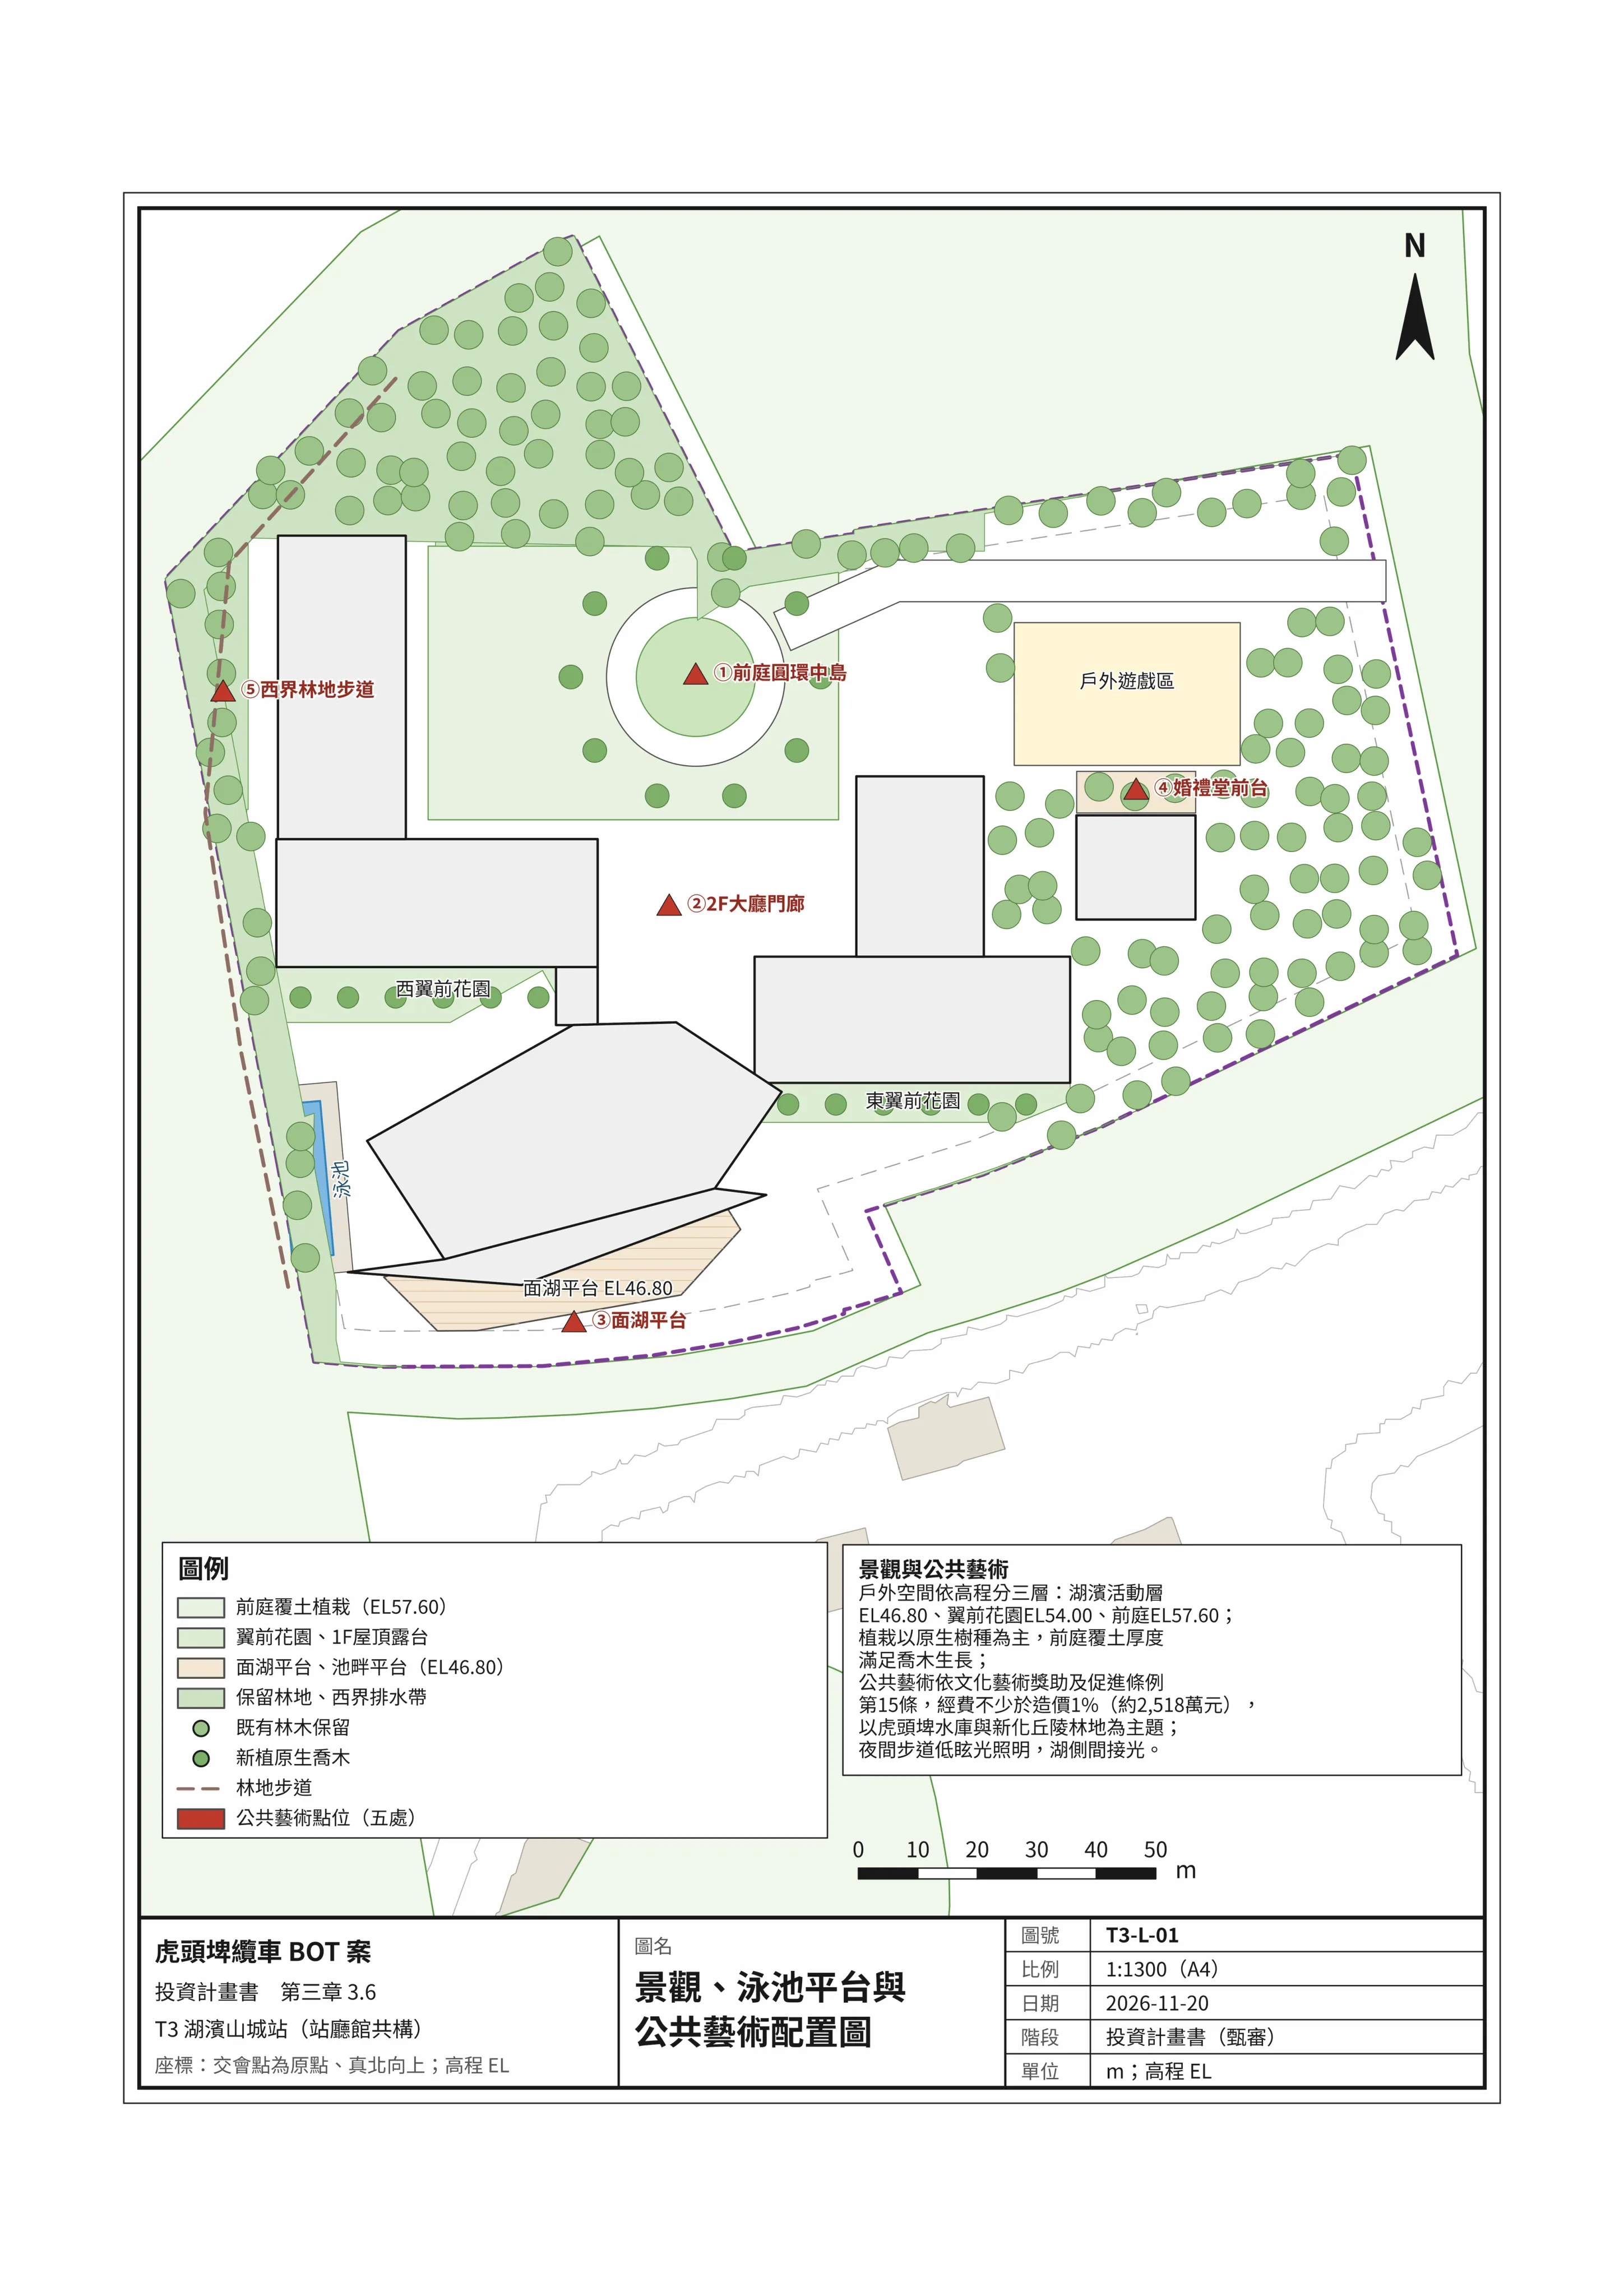 N
①前庭圓環中島
戶外遊戲區
⑤西界林地步道
④婚禮堂前台
②2F大廳門廊
西翼前花園
東翼前花園
泳池
面湖平台 EL46.80
③面湖平台
圖例
前庭覆土植栽（EL57.60）
翼前花園、1F屋頂露台
面湖平台、池畔平台（EL46.80）
保留林地、西界排水帶
既有林木保留
新植原生喬木
林地步道
公共藝術點位（五處）
景觀與公共藝術
戶外空間依高程分三層：湖濱活動層
EL46.80、翼前花園EL54.00、前庭EL57.60；
植栽以原生樹種為主，前庭覆土厚度
滿足喬木生長；
公共藝術依文化藝術獎助及促進條例
第15條，經費不少於造價1%（約2,518萬元），
以虎頭埤水庫與新化丘陵林地為主題；
夜間步道低眩光照明，湖側間接光。
0 10 20 30 40 50 m
虎頭埤纜車 BOT 案
投資計畫書　第三章 3.6
T3 湖濱山城站（站廳館共構）
座標：交會點為原點、真北向上；高程 EL
圖名
景觀、泳池平台與
公共藝術配置圖
圖號 T3-L-01
比例 1:1300（A4）
日期 2026-11-20
階段 投資計畫書（甄審）
單位 m；高程 EL